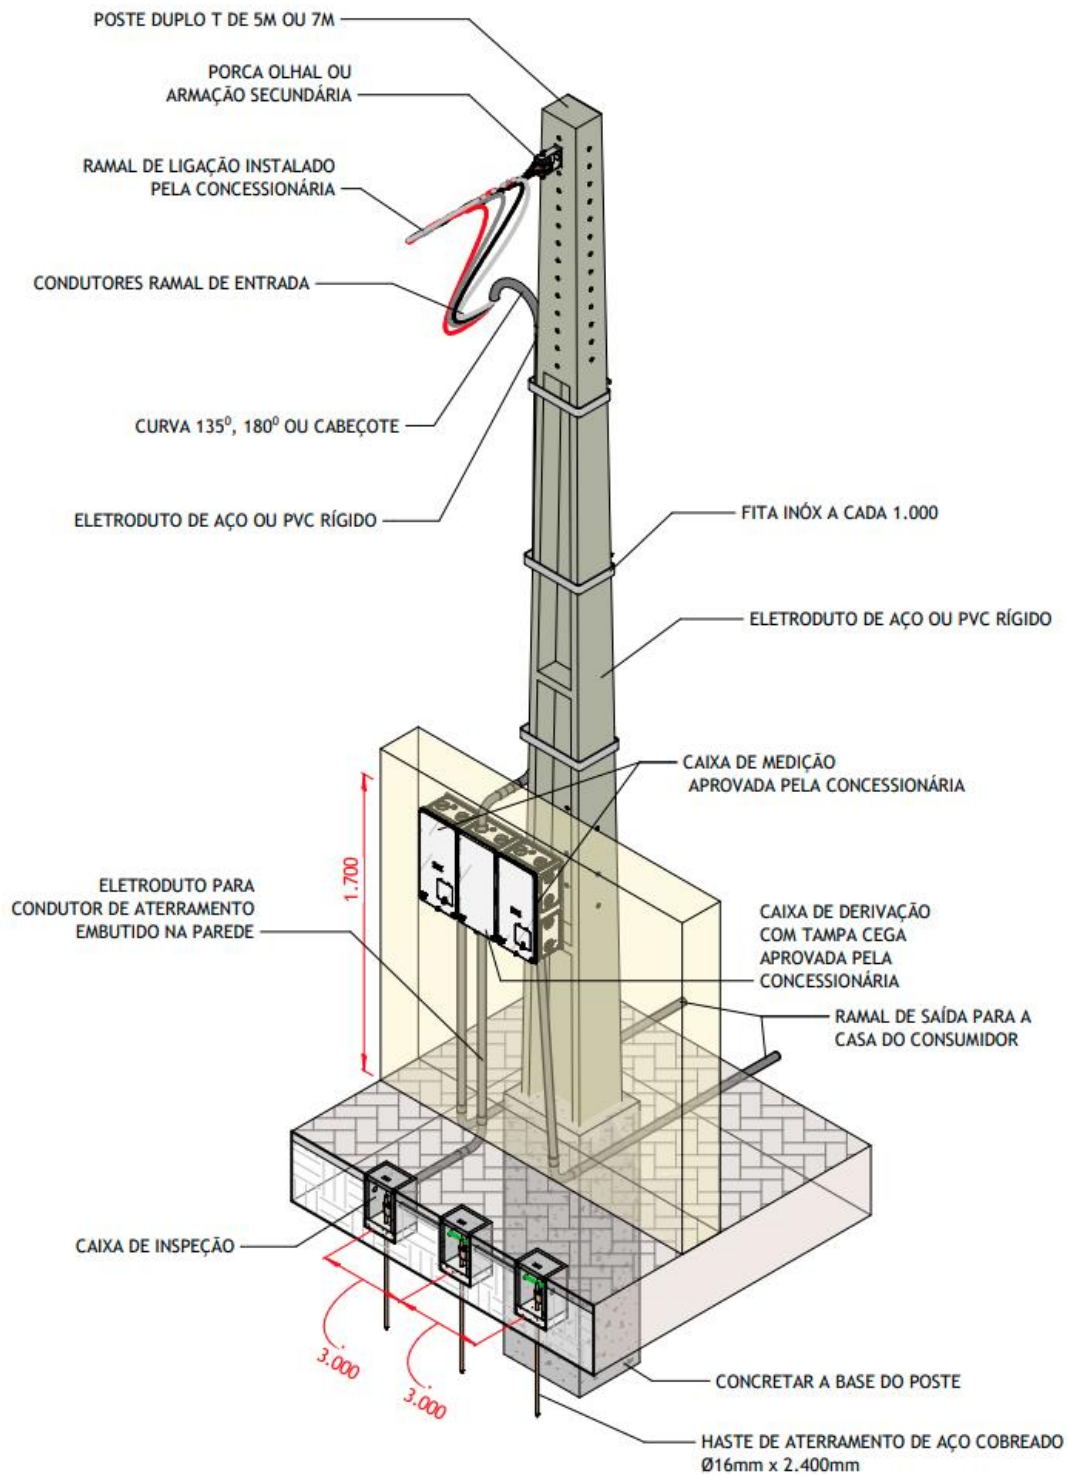 POSTE DUPLO T DE 5M OU 7M
PORCA OLHAL OU
ARMAÇÃO SECUNDÁRIA
RAMAL DE LIGAÇÃO INSTALADO
PELA CONCESSIONÁRIA
CONDUTORES RAMAL DE ENTRADA
CURVA 135⁰, 180⁰ OU CABEÇOTE
ELETRODUTO DE AÇO OU PVC RÍGIDO
FITA INÓX A CADA 1.000
ELETRODUTO DE AÇO OU PVC RÍGIDO
CAIXA DE MEDIÇÃO
APROVADA PELA CONCESSIONÁRIA
1.700
ELETRODUTO PARA
CONDUTOR DE ATERRAMENTO
EMBUTIDO NA PAREDE
CAIXA DE DERIVAÇÃO
COM TAMPA CEGA
APROVADA PELA
CONCESSIONÁRIA
RAMAL DE SAÍDA PARA A
CASA DO CONSUMIDOR
CAIXA DE INSPEÇÃO
3.000
3.000
CONCRETAR A BASE DO POSTE
HASTE DE ATERRAMENTO DE AÇO COBREADO
Ø16mm x 2.400mm